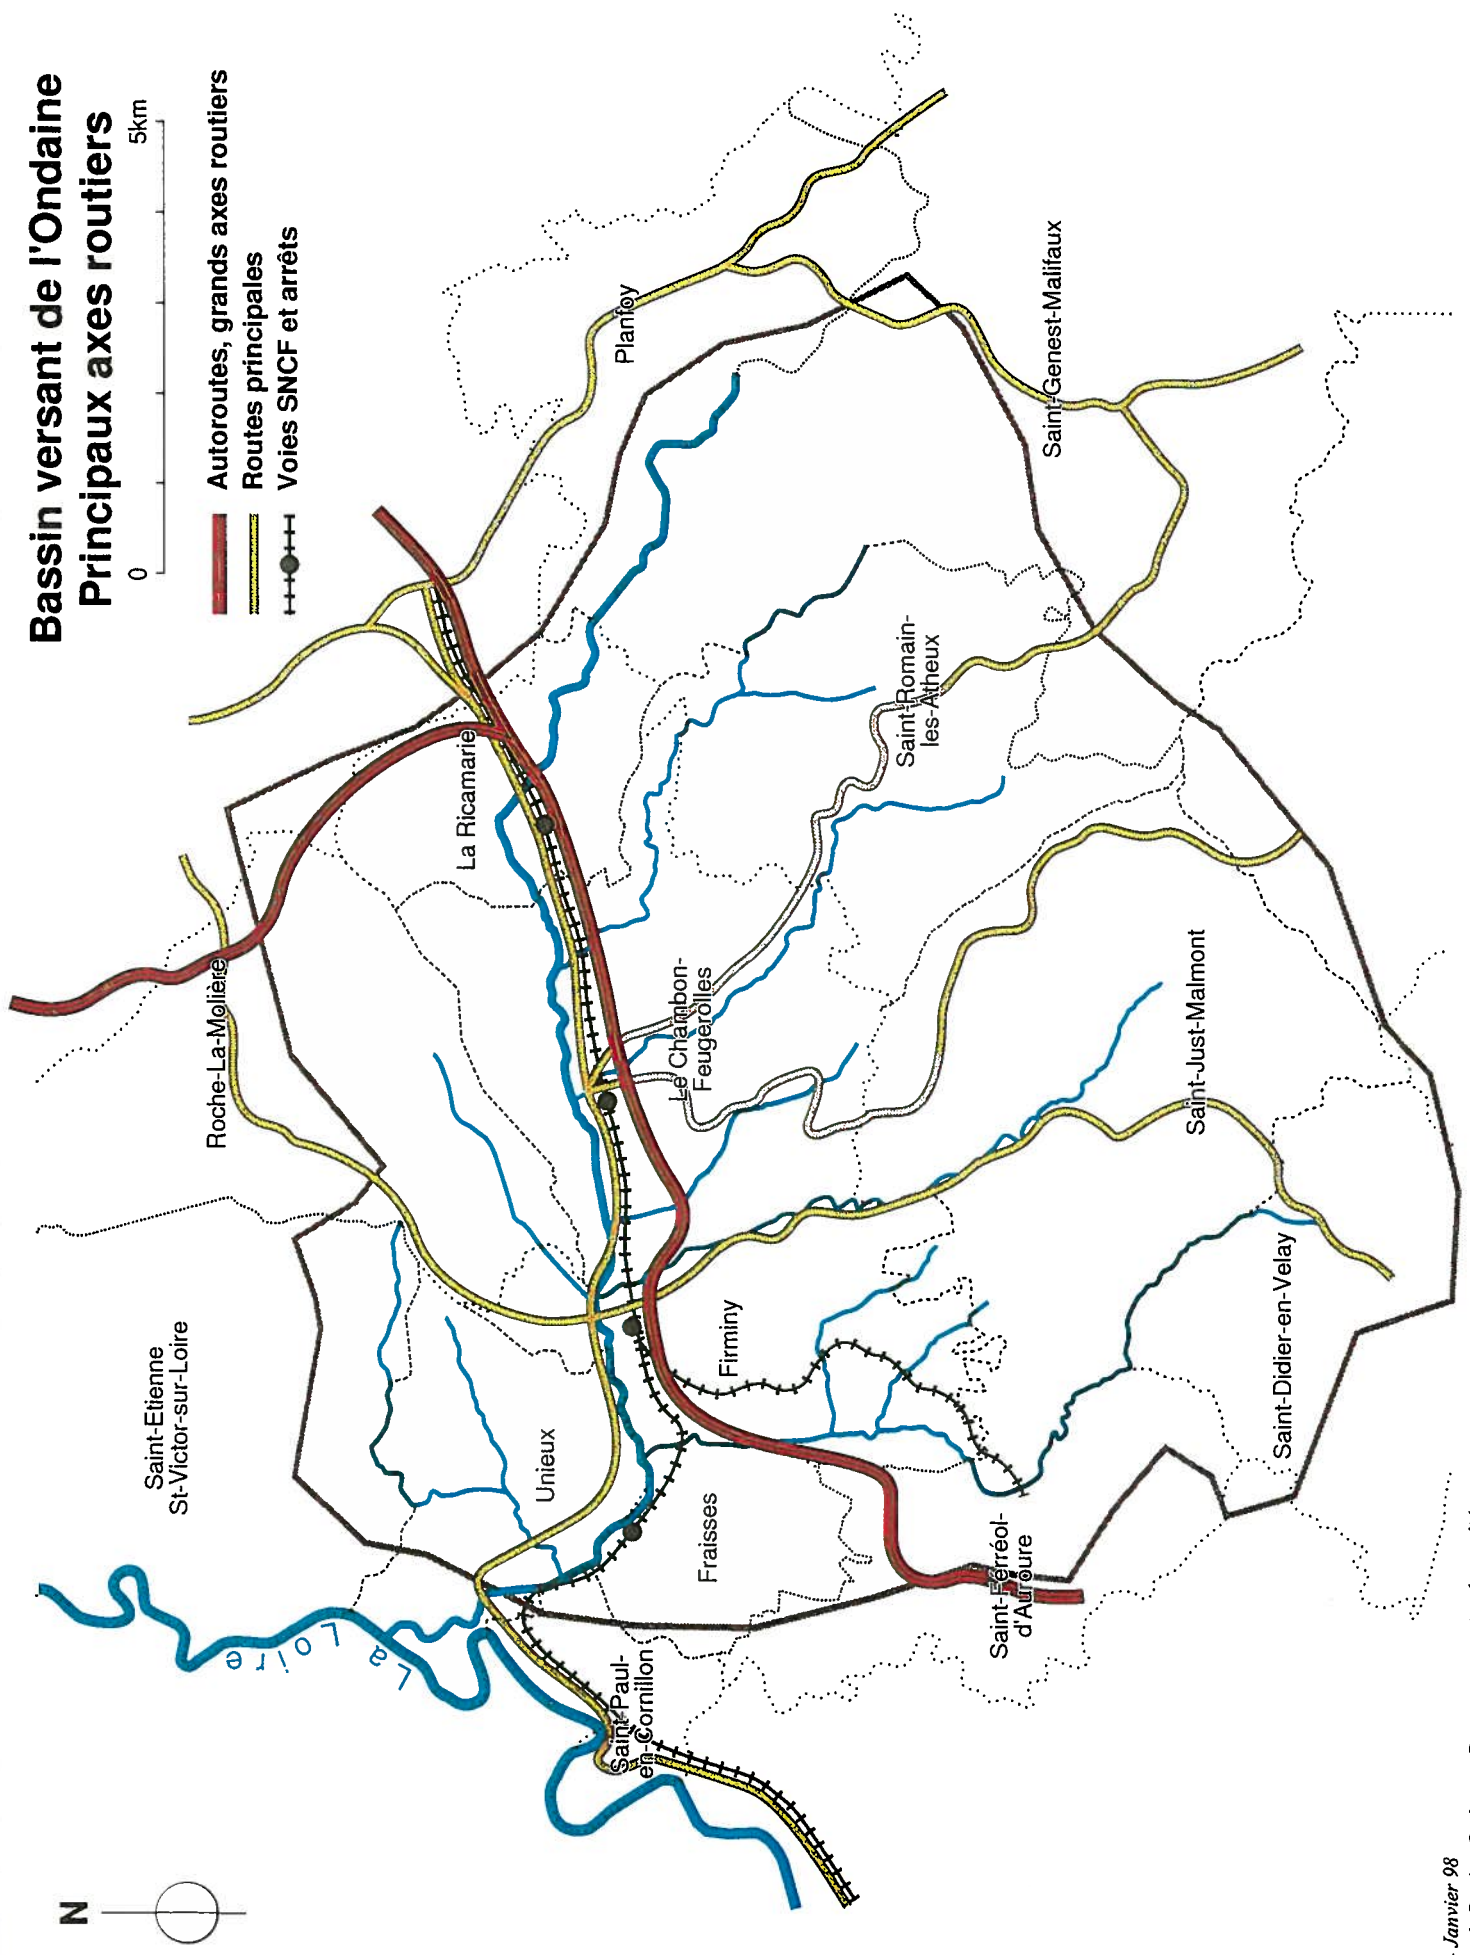 Bassin versant de l'Ondaine
Principaux axes routiers
0 5km
Autoroutes, grands axes routiers
Routes principales
Voies SNCF et arrêts
N
Saint-Etienne
St-Victor-sur-Loire
Roche-La-Molière
La Loire
La Ricamarie
Planfoy
Unieux
Saint-Paul-
en-Cornillon
Fraisses
Firminy
Le Chambon-
Feugerolles
Saint-Romain-
les-Atheux
Saint-Genest-Malifaux
Saint-Ferréol-
d'Auroure
Saint-Just-Malmont
Saint-Didier-en-Velay
Janvier 98